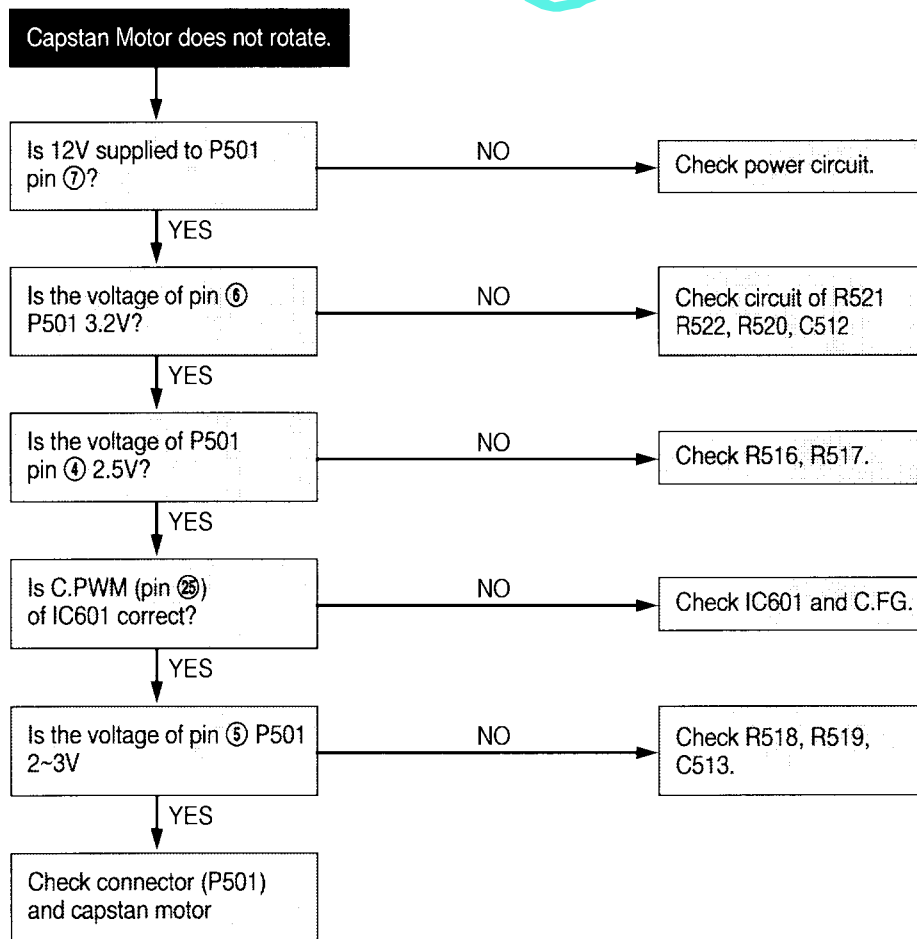 Capstan Motor does not rotate.
Is 12V supplied to P501
pin ⑦?
NO
Check power circuit.
YES
Is the voltage of pin ⑥
P501 3.2V?
NO
Check circuit of R521
R522, R520, C512
YES
Is the voltage of P501
pin ④ 2.5V?
NO
Check R516, R517.
YES
Is C.PWM (pin ㉕)
of IC601 correct?
NO
Check IC601 and C.FG.
YES
Is the voltage of pin ⑤ P501
2~3V
NO
Check R518, R519,
C513.
YES
Check connector (P501)
and capstan motor